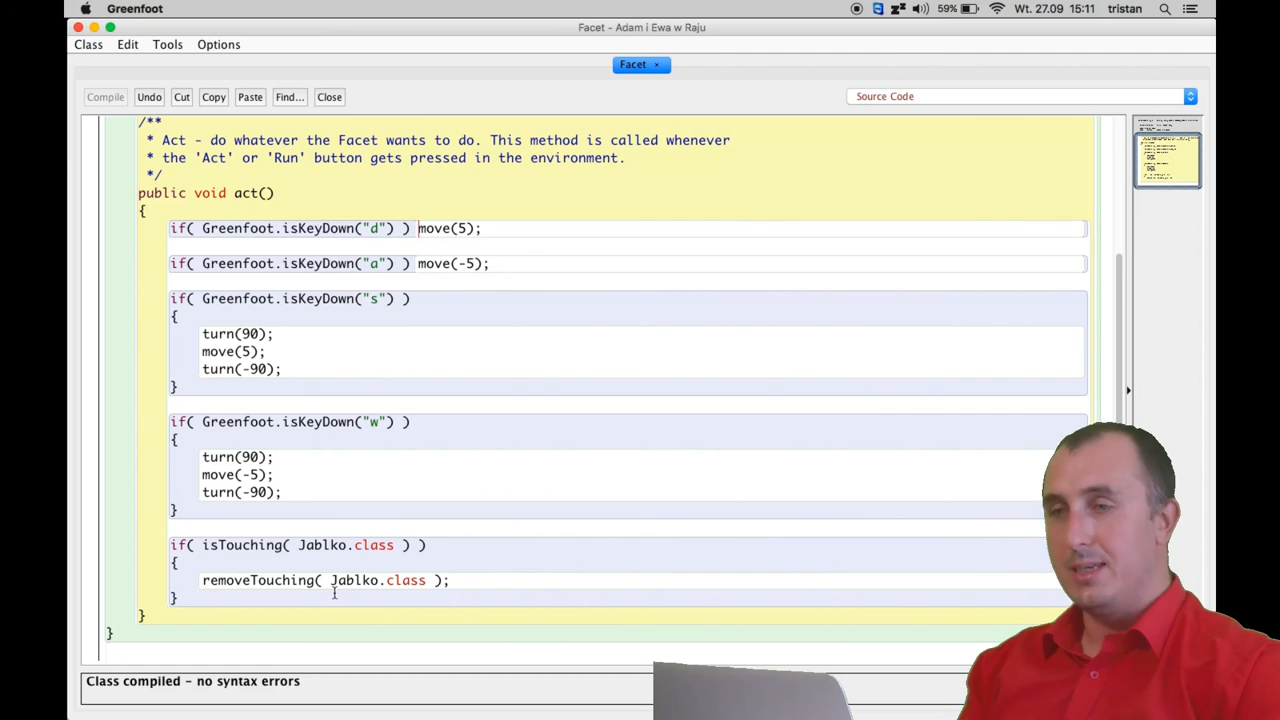 Greenfoot
59%
Wt. 27.09 15:11
tristan
Facet - Adam i Ewa w Raju
Class Edit Tools Options
Facet ×
Compile Undo Cut Copy Paste Find... Close
Source Code
/**
* Act - do whatever the Facet wants to do. This method is called whenever
* the 'Act' or 'Run' button gets pressed in the environment.
*/
public void act()
{
if( Greenfoot.isKeyDown("d") ) move(5);
if( Greenfoot.isKeyDown("a") ) move(-5);
if( Greenfoot.isKeyDown("s") )
{
turn(90);
move(5);
turn(-90);
}
if( Greenfoot.isKeyDown("w") )
{
turn(90);
move(-5);
turn(-90);
}
if( isTouching( Jablko.class ) )
{
removeTouching( Jablko.class );
}
}
}
Class compiled - no syntax errors